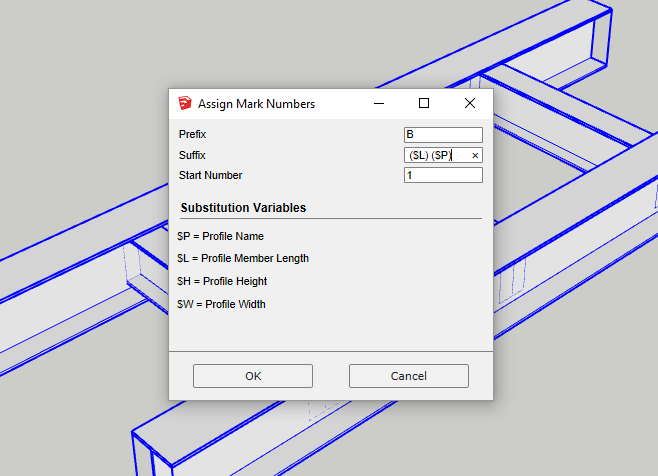 Assign Mark Numbers
Prefix B
Suffix ($L) ($P)
Start Number 1
Substitution Variables
$P = Profile Name
$L = Profile Member Length
$H = Profile Height
$W = Profile Width
OK Cancel